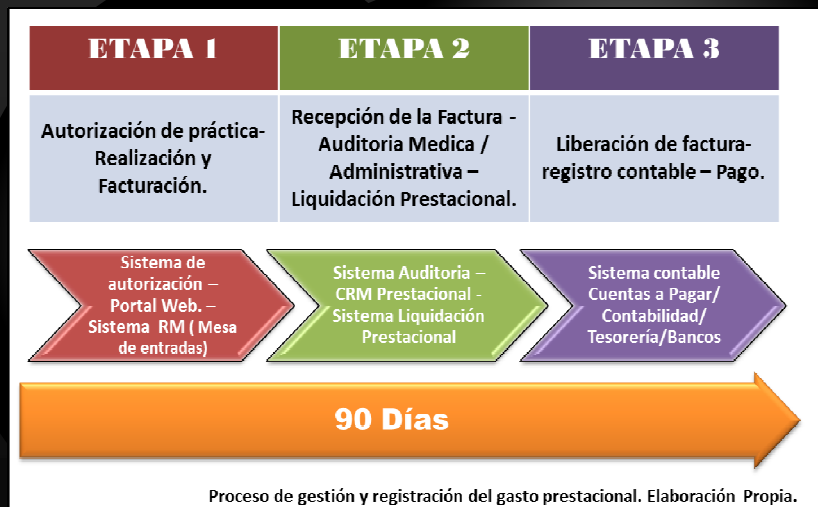 ETAPA 1
ETAPA 2
ETAPA 3
Autorización de práctica-
Realización y
Facturación.
Recepción de la Factura -
Auditoria Medica /
Administrativa –
Liquidación Prestacional.
Liberación de factura-
registro contable – Pago.
Sistema de
autorización –
Portal Web. –
Sistema RM ( Mesa
de entradas)
Sistema Auditoria –
CRM Prestacional -
Sistema Liquidación
Prestacional
Sistema contable
Cuentas a Pagar/
Contabilidad/
Tesorería/Bancos
90 Días
Proceso de gestión y registración del gasto prestacional. Elaboración Propia.